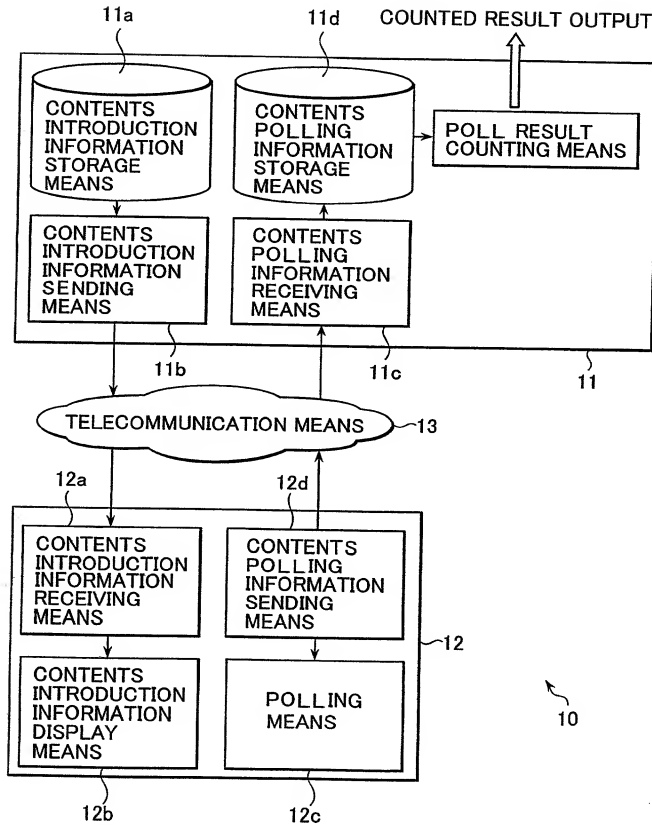 11a
11d
COUNTED RESULT OUTPUT
CONTENTS
INTRODUCTION
INFORMATION
STORAGE
MEANS
CONTENTS
POLLING
INFORMATION
STORAGE
MEANS
POLL RESULT
COUNTING MEANS
CONTENTS
INTRODUCTION
INFORMATION
SENDING
MEANS
CONTENTS
POLLING
INFORMATION
RECEIVING
MEANS
11b
11c
11
TELECOMMUNICATION MEANS
13
12a
12d
CONTENTS
INTRODUCTION
INFORMATION
RECEIVING
MEANS
CONTENTS
POLLING
INFORMATION
SENDING
MEANS
12
CONTENTS
INTRODUCTION
INFORMATION
DISPLAY
MEANS
POLLING
MEANS
10
12b
12c